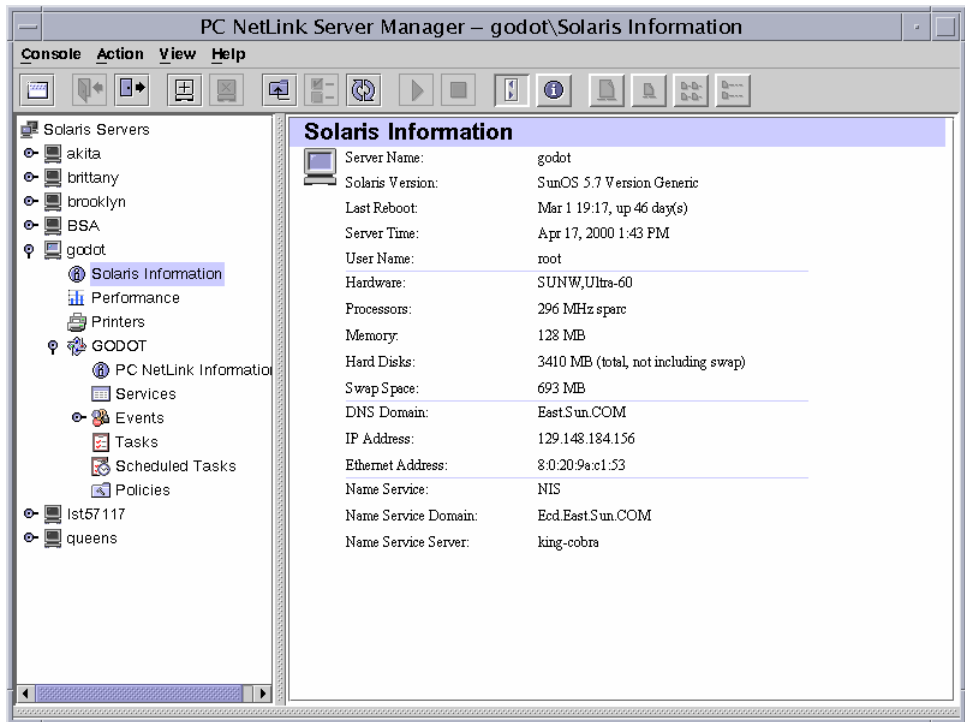 PC NetLink Server Manager – godot\Solaris Information
Console Action View Help
Solaris Servers
akita
brittany
brooklyn
BSA
godot
Solaris Information
Performance
Printers
GODOT
PC NetLink Information
Services
Events
Tasks
Scheduled Tasks
Policies
lst57117
queens
Solaris Information
Server Name: godot
Solaris Version: SunOS 5.7 Version Generic
Last Reboot: Mar 1 19:17, up 46 day(s)
Server Time: Apr 17, 2000 1:43 PM
User Name: root
Hardware: SUNW,Ultra-60
Processors: 296 MHz sparc
Memory: 128 MB
Hard Disks: 3410 MB (total, not including swap)
Swap Space: 693 MB
DNS Domain: East.Sun.COM
IP Address: 129.148.184.156
Ethernet Address: 8:0:20:9a:c1:53
Name Service: NIS
Name Service Domain: Ecd.East.Sun.COM
Name Service Server: king-cobra